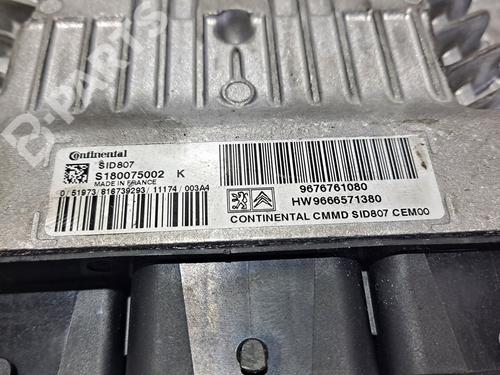 B-PARTS
Continental
SID807
S180075002 K
MADE IN FRANCE
0/51973/816739293/11174/003A4
9676761080
HW9666571380
CONTINENTAL CMMD SID807 CEM00